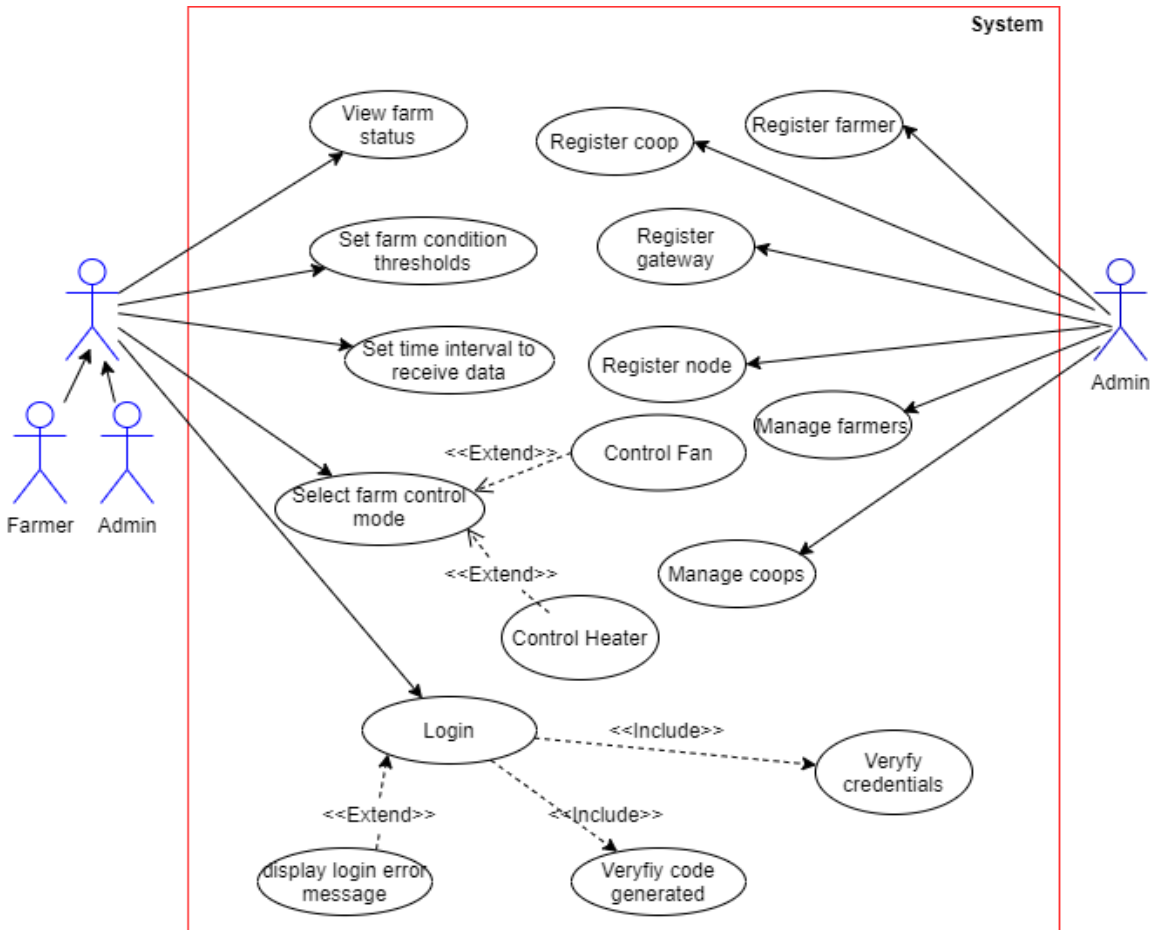 System
View farm
status
Register coop
Register farmer
Set farm condition
thresholds
Register
gateway
Set time interval to
receive data
Register node
Admin
Manage farmers
<<Extend>>
Control Fan
Select farm control
mode
Farmer
Admin
<<Extend>>
Manage coops
Control Heater
Login
<<Include>>
Veryfy
credentials
<<Extend>>
<<Include>>
display login error
message
Veryfiy code
generated